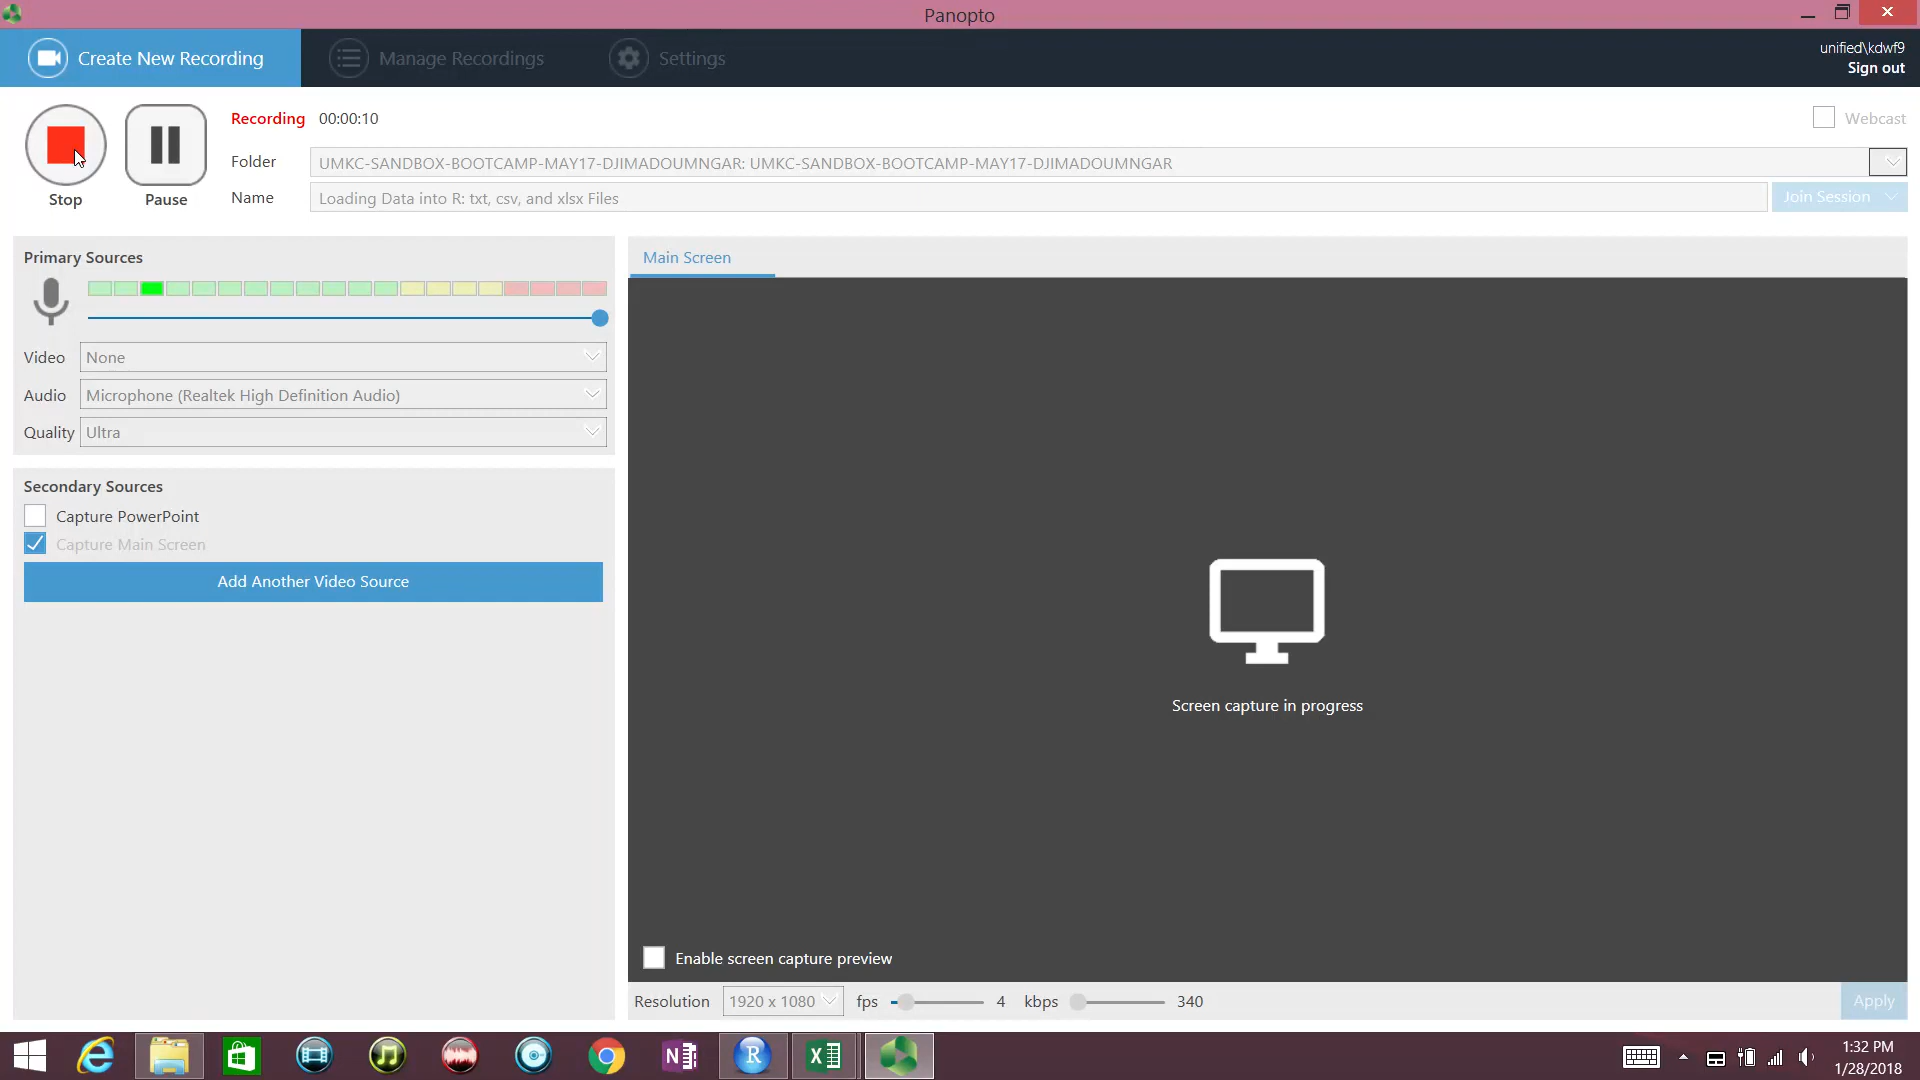 Panopto
Create New Recording
Manage Recordings
Settings
unified\kdwf9
Sign out
Stop
Pause
Recording 00:00:10
Webcast
Folder
UMKC-SANDBOX-BOOTCAMP-MAY17-DJIMADOUMNGAR: UMKC-SANDBOX-BOOTCAMP-MAY17-DJIMADOUMNGAR
Name
Loading Data into R: txt, csv, and xlsx Files
Join Session
Primary Sources
Video None
Audio Microphone (Realtek High Definition Audio)
Quality Ultra
Secondary Sources
Capture PowerPoint
Capture Main Screen
Add Another Video Source
Main Screen
Screen capture in progress
Enable screen capture preview
Resolution 1920 x 1080 fps 4 kbps 340
Apply
1:32 PM
1/28/2018